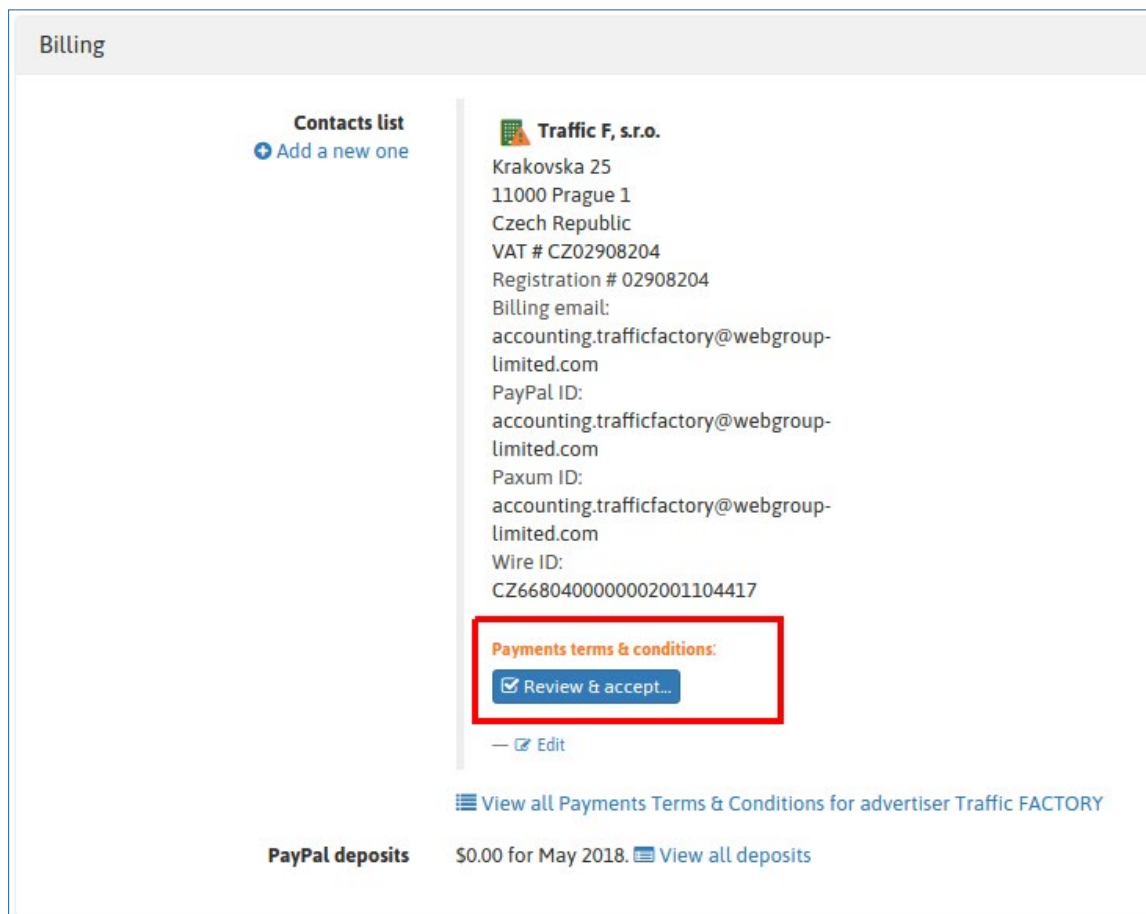 Billing
Contacts list
Add a new one
Traffic F, s.r.o.
Krakovska 25
11000 Prague 1
Czech Republic
VAT # CZ02908204
Registration # 02908204
Billing email:
accounting.trafficfactory@webgroup-
limited.com
PayPal ID:
accounting.trafficfactory@webgroup-
limited.com
Paxum ID:
accounting.trafficfactory@webgroup-
limited.com
Wire ID:
CZ6680400000002001104417
Payments terms & conditions:
Review & accept...
— Edit
View all Payments Terms & Conditions for advertiser Traffic FACTORY
PayPal deposits
$0.00 for May 2018. View all deposits